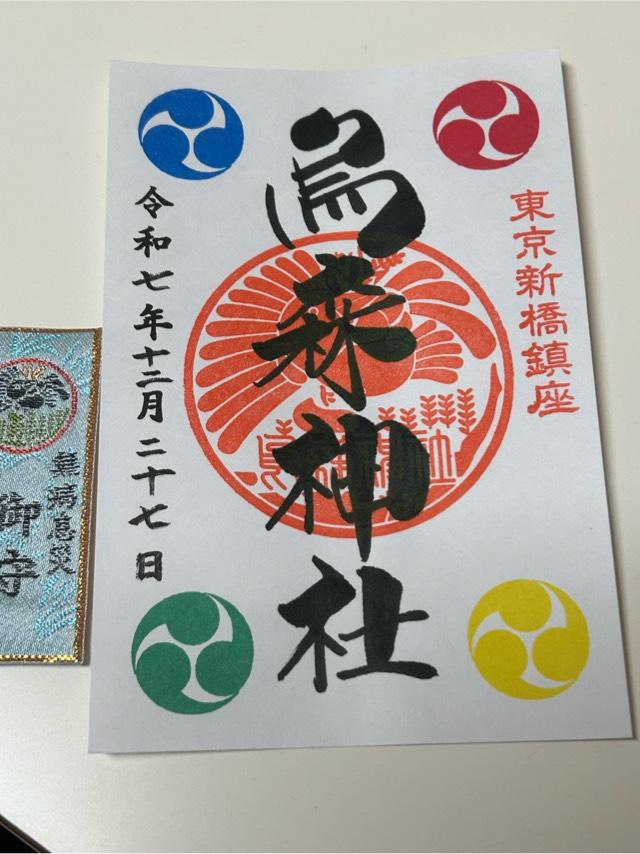 東京新橋鎮座
烏森神社
令和七年十二月二十七日
無病息災
御守